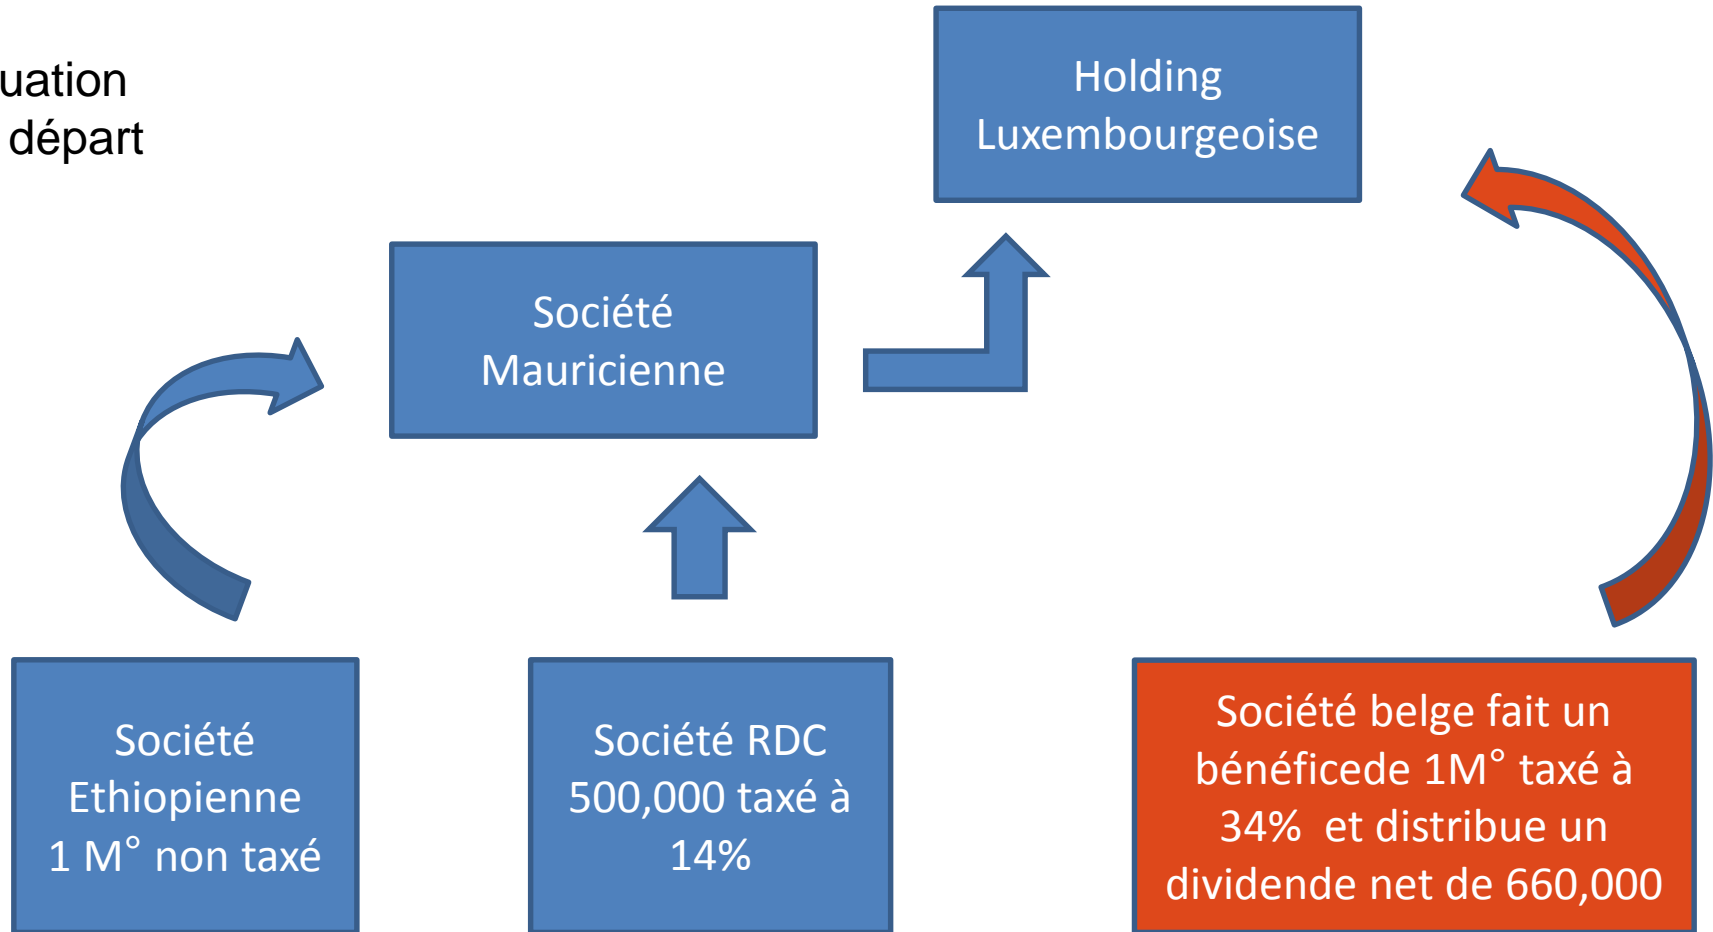 uation
départ
Holding
Luxembourgeoise
Société
Mauricienne
Société
Ethiopienne
1 M° non taxé
Société RDC
500,000 taxé à
14%
Société belge fait un
bénéficede 1M° taxé à
34% et distribue un
dividende net de 660,000